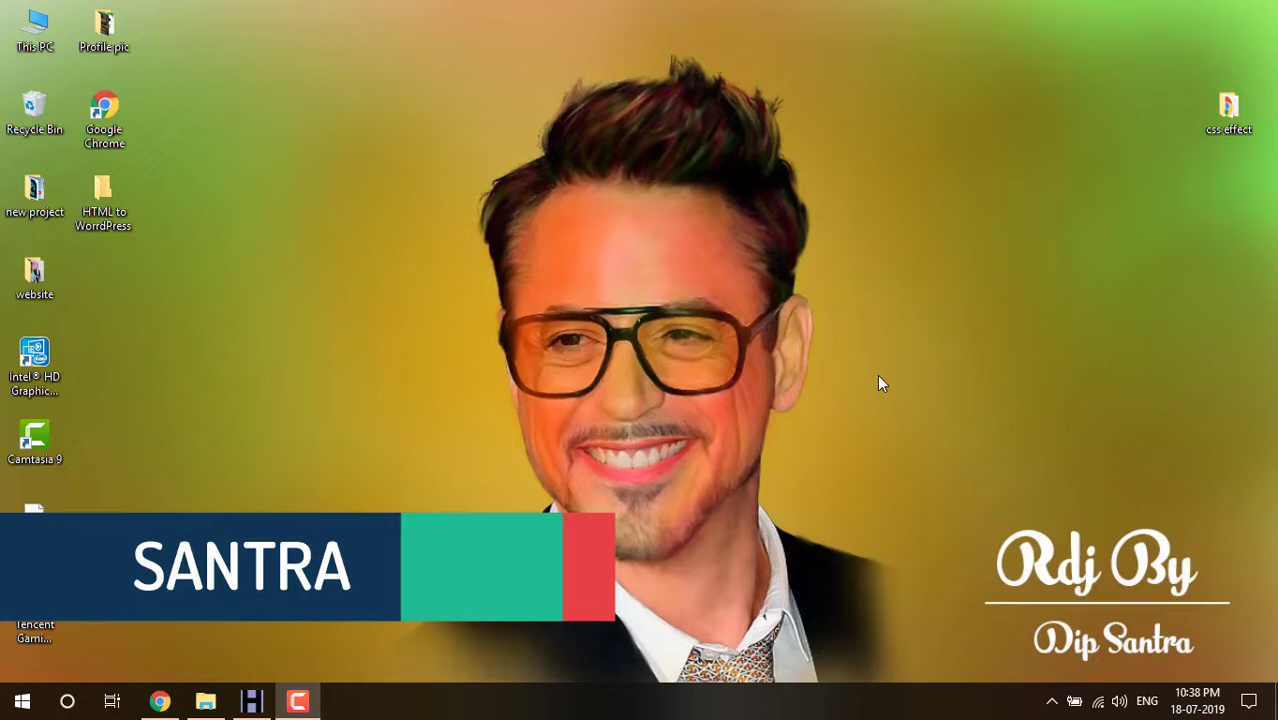 This PC
Profile pic
css effect
Recycle Bin
Google
Chrome
new project
HTML to
WorrdPress
website
Intel® HD
Graphic...
Camtasia 9
SANTRA
Rdj By
Dip Santra
Tencent
Gami...
ENG
10:38 PM
18-07-2019